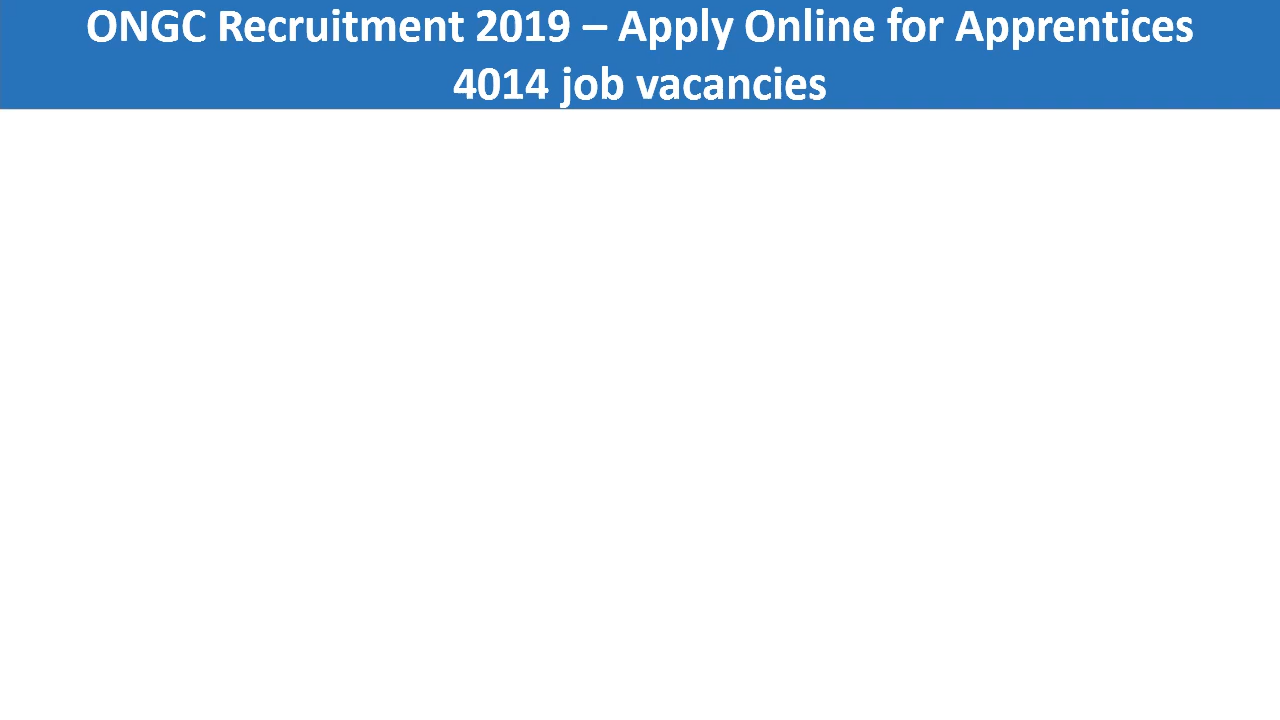 ONGC Recruitment 2019 – Apply Online for Apprentices
4014 job vacancies